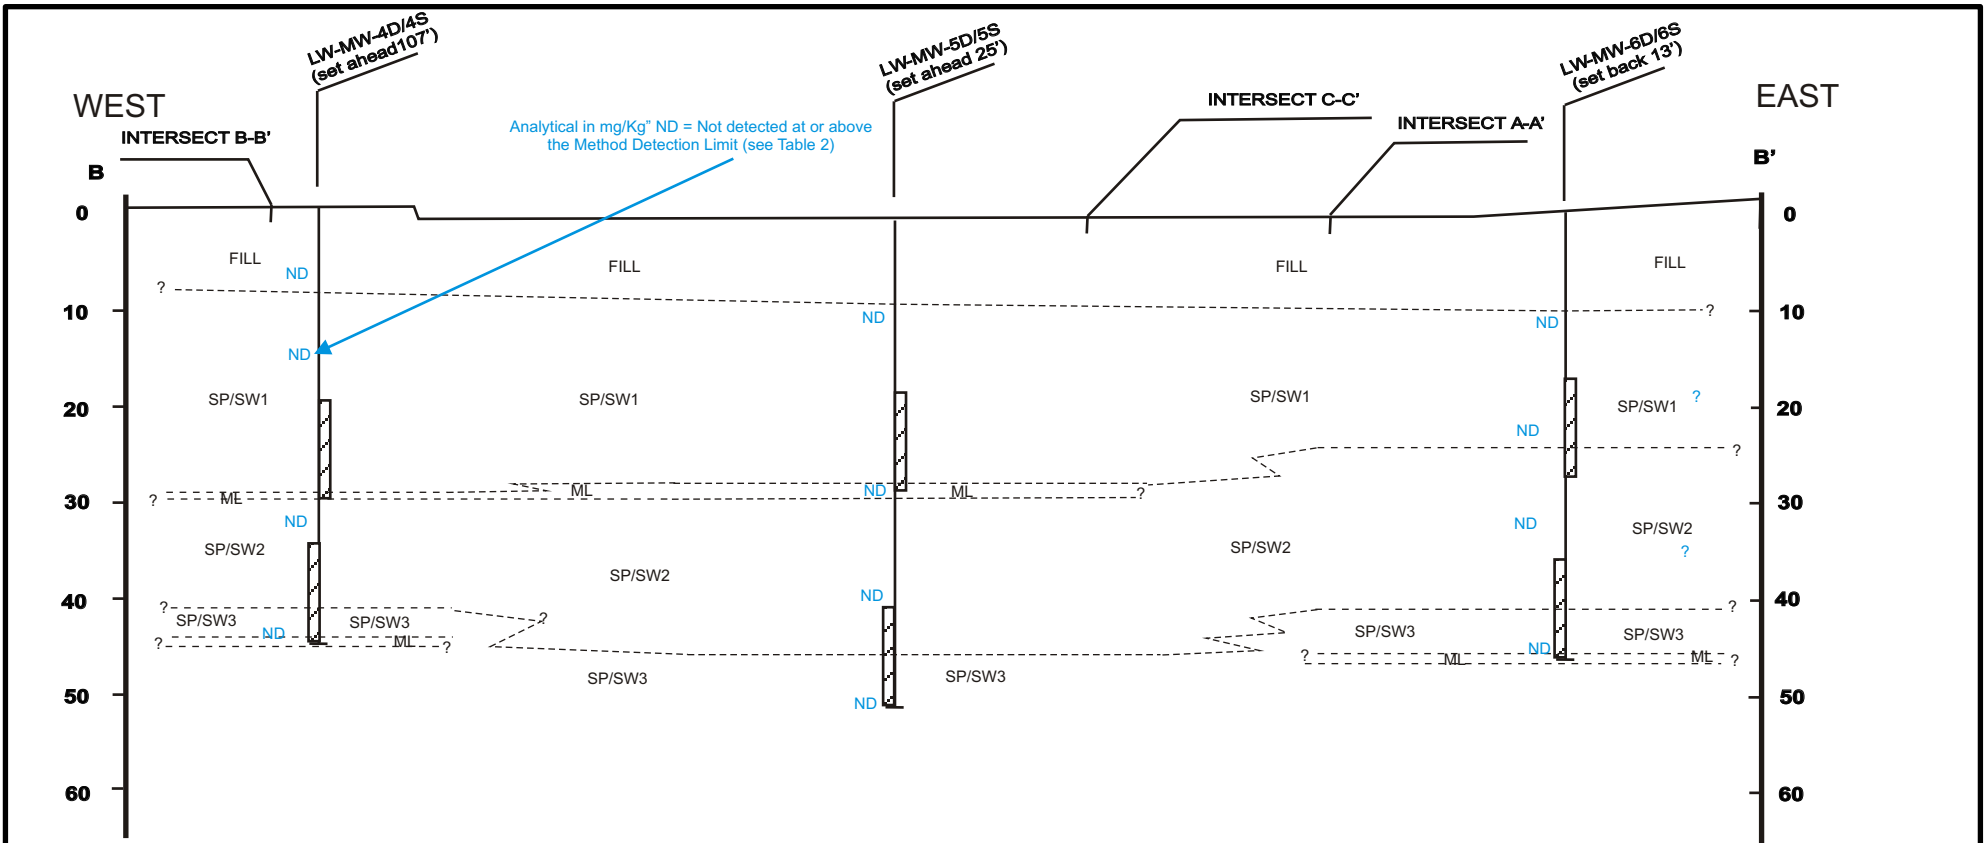 LW-MW-4D/4S
(set ahead107')
LW-MW-5D/5S
(set ahead 25')
LW-MW-6D/6S
(set back 13')
WEST
EAST
INTERSECT B-B’
INTERSECT C-C’
INTERSECT A-A’
Analytical in mg/Kg” ND = Not detected at or above
the Method Detection Limit (see Table 2)
B
B’
0
0
FILL
ND
FILL
FILL
FILL
?
10
ND
ND
?
10
ND
SP/SW1
SP/SW1
SP/SW1
SP/SW1
?
20
20
ND
?
?
ML
ML
ND
ML
?
30
30
ND
ND
SP/SW2
SP/SW2
SP/SW2
SP/SW2
?
40
ND
40
?
?
?
SP/SW3
SP/SW3
SP/SW3
SP/SW3
ND
?
ML
?
ND
?
ML
ML
?
SP/SW3
SP/SW3
50
ND
50
60
60